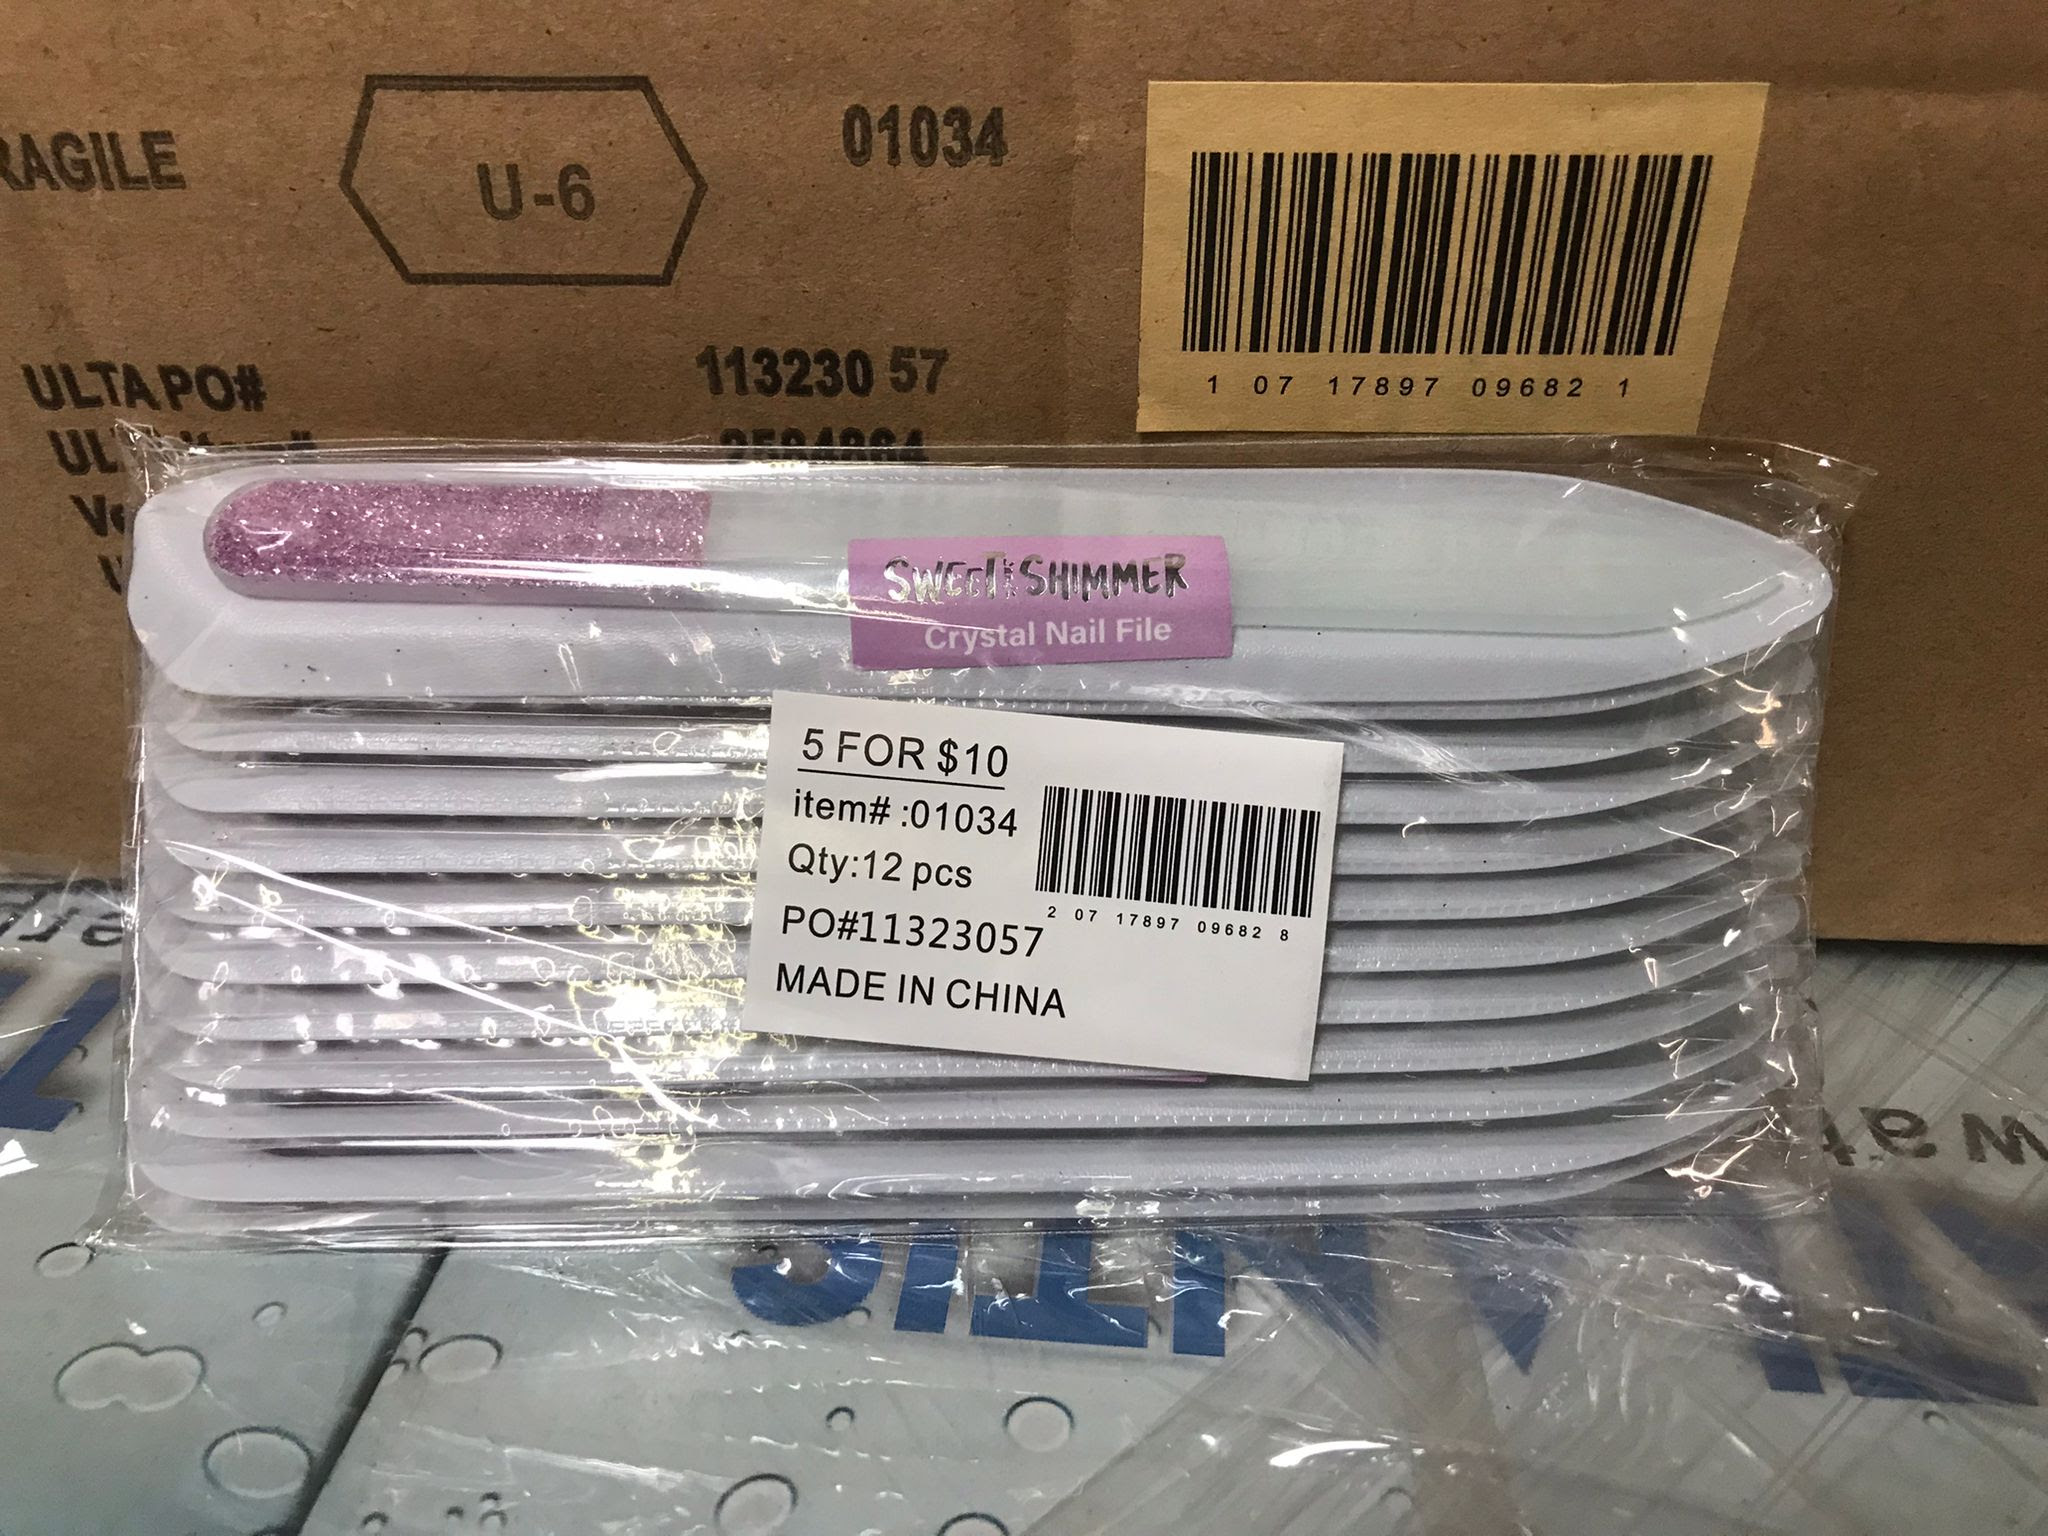 RAGILE
U-6
01034
1 07 17897 09682 1
ULTA PO#
113230 57
SWEET & SHIMMER
Crystal Nail File
5 FOR $10
item# :01034
Qty:12 pcs
PO#11323057
MADE IN CHINA
2 07 17897 09682 8